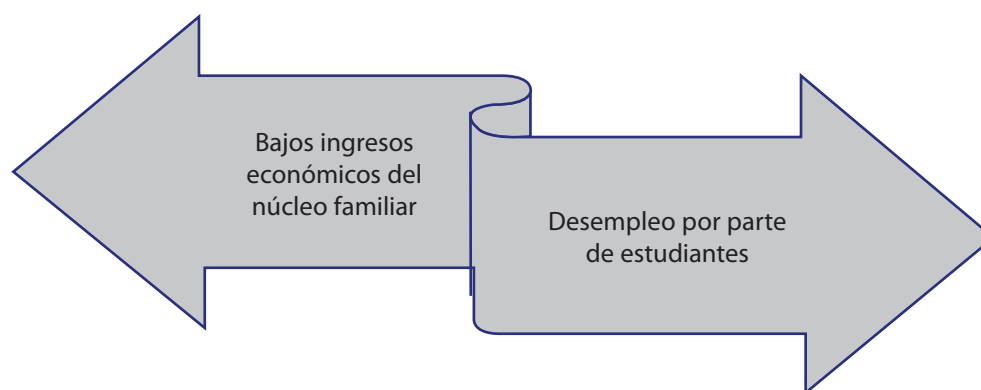 Bajos ingresos
económicos del
núcleo familiar
Desempleo por parte
de estudiantes